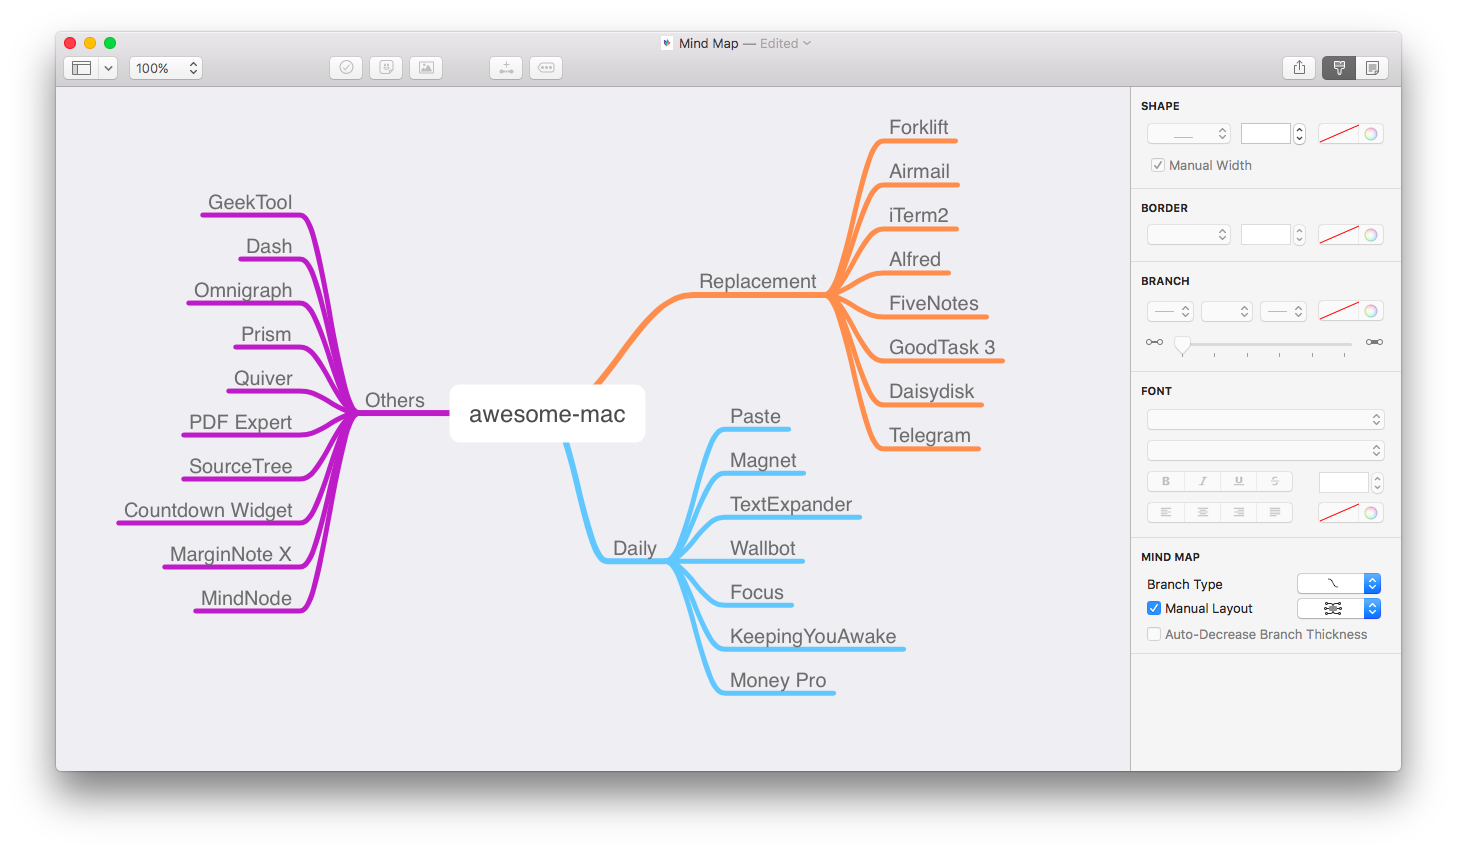 Mind Map — Edited
100%
GeekTool
Dash
Omnigraph
Prism
Quiver
PDF Expert
SourceTree
Countdown Widget
MarginNote X
MindNode
Others
awesome-mac
Replacement
Forklift
Airmail
iTerm2
Alfred
FiveNotes
GoodTask 3
Daisydisk
Telegram
Daily
Paste
Magnet
TextExpander
Wallbot
Focus
KeepingYouAwake
Money Pro
SHAPE
Manual Width
BORDER
BRANCH
FONT
B I U S
MIND MAP
Branch Type
Manual Layout
Auto-Decrease Branch Thickness